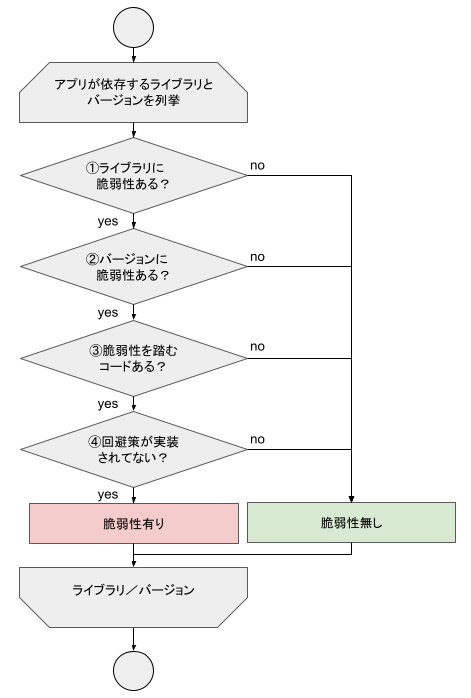 アプリが依存するライブラリと
バージョンを列挙
①ライブラリに
脆弱性ある？
no
yes
②バージョンに
脆弱性ある？
no
yes
③脆弱性を踏む
コードある？
no
yes
④回避策が実装
されてない？
no
yes
脆弱性有り
脆弱性無し
ライブラリ／バージョン